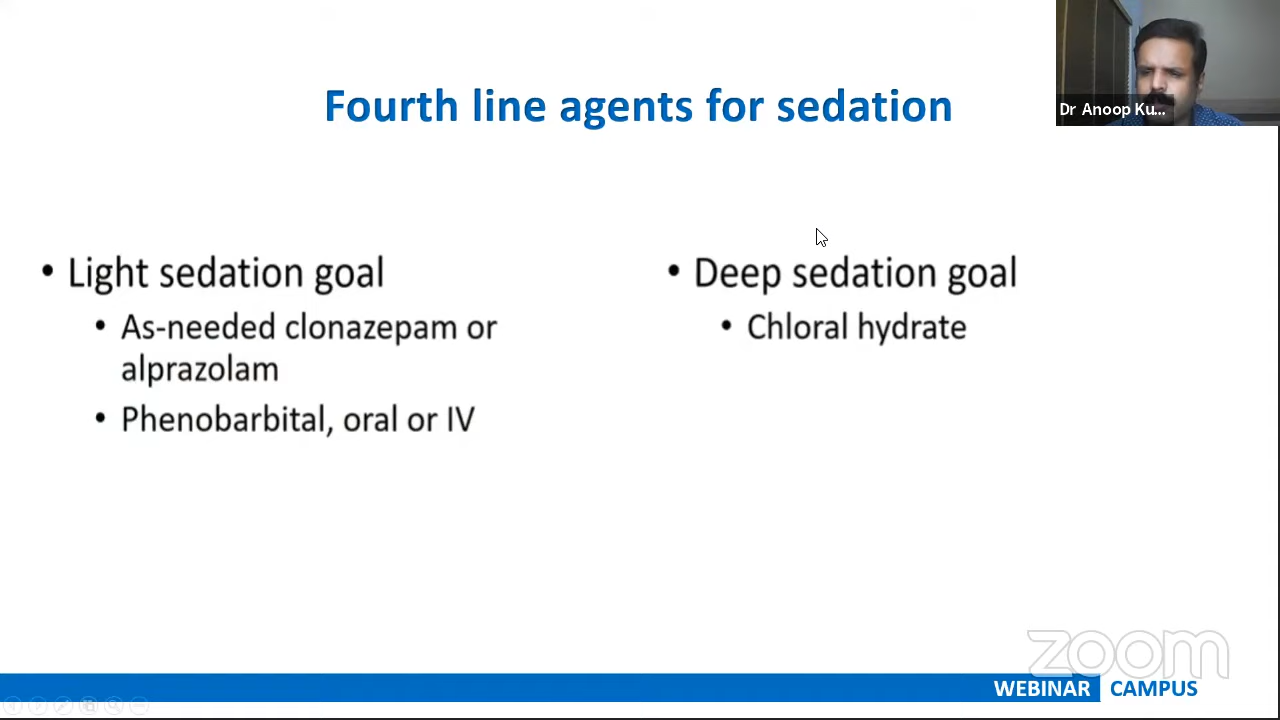 Dr Anoop Ku...
Fourth line agents for sedation
• Light sedation goal
• As-needed clonazepam or
alprazolam
• Phenobarbital, oral or IV
• Deep sedation goal
• Chloral hydrate
zoom
WEBINAR CAMPUS